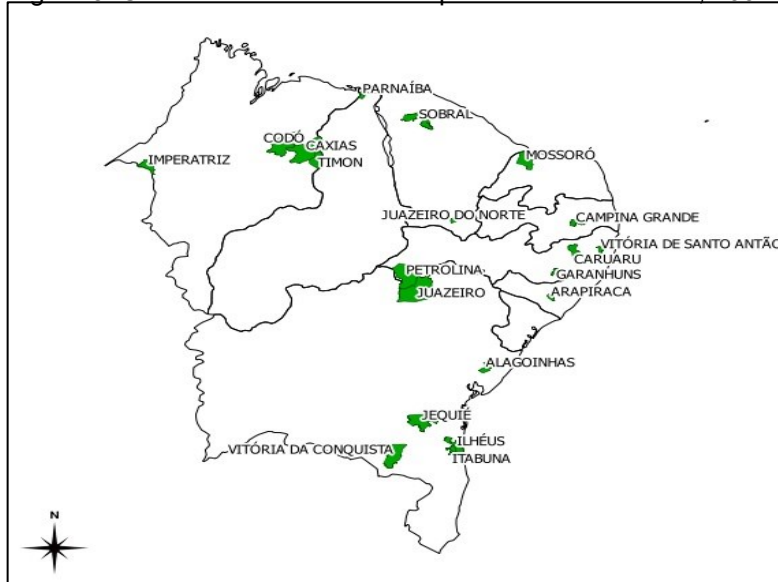 PARNAÍBA
SOBRAL
CODÓ
CAXIAS
TIMON
IMPERATRIZ
MOSSORÓ
JUAZEIRO DO NORTE
CAMPINA GRANDE
VITÓRIA DE SANTO ANTÃO
CARUARU
PETROLINA
GARANHUNS
JUAZEIRO
ARAPIRACA
ALAGOINHAS
JEQUIÉ
VITÓRIA DA CONQUISTA
ILHÉUS
ITABUNA
N